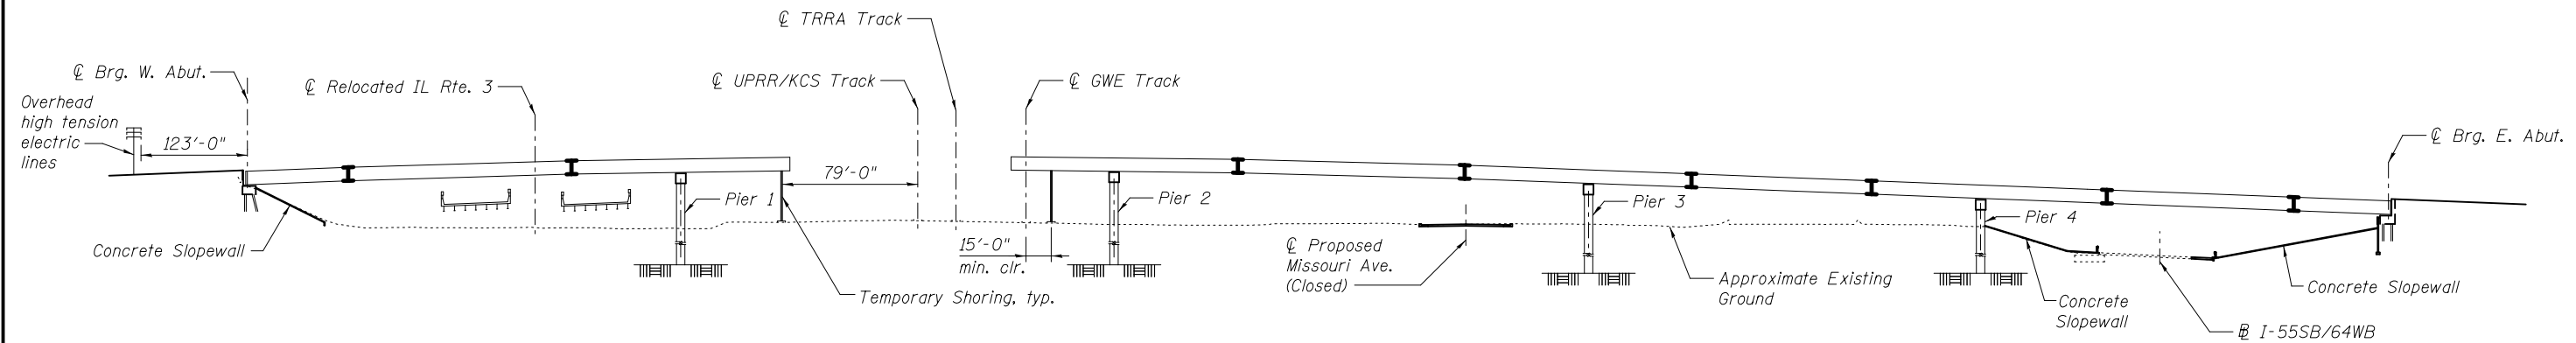 ℄ TRRA Track
℄ Brg. W. Abut.
℄ Relocated IL Rte. 3
℄ UPRR/KCS Track
℄ GWE Track
Overhead
high tension
electric
lines
123'-0"
79'-0"
℄ Brg. E. Abut.
Pier 1
Pier 2
Pier 3
Pier 4
Concrete Slopewall
15'-0"
min. clr.
Temporary Shoring, typ.
℄ Proposed
Missouri Ave.
(Closed)
Approximate Existing
Ground
Concrete
Slopewall
Concrete Slopewall
B I-55SB/64WB